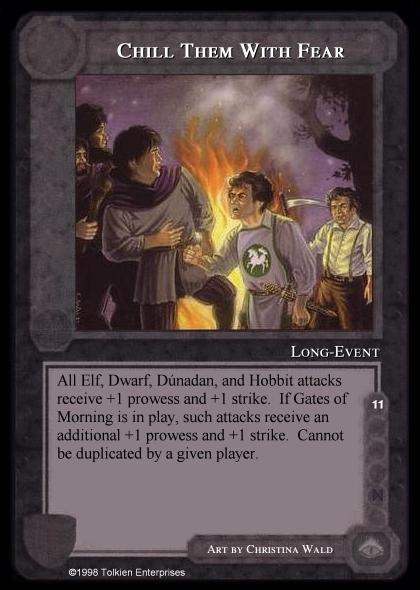 Chill Them With Fear
Long-Event
All Elf, Dwarf, Dúnadan, and Hobbit attacks
receive +1 prowess and +1 strike.  If Gates of
Morning is in play, such attacks receive an
additional +1 prowess and +1 strike.  Cannot
be duplicated by a given player.
11
N
Art by Christina Wald
©1998 Tolkien Enterprises